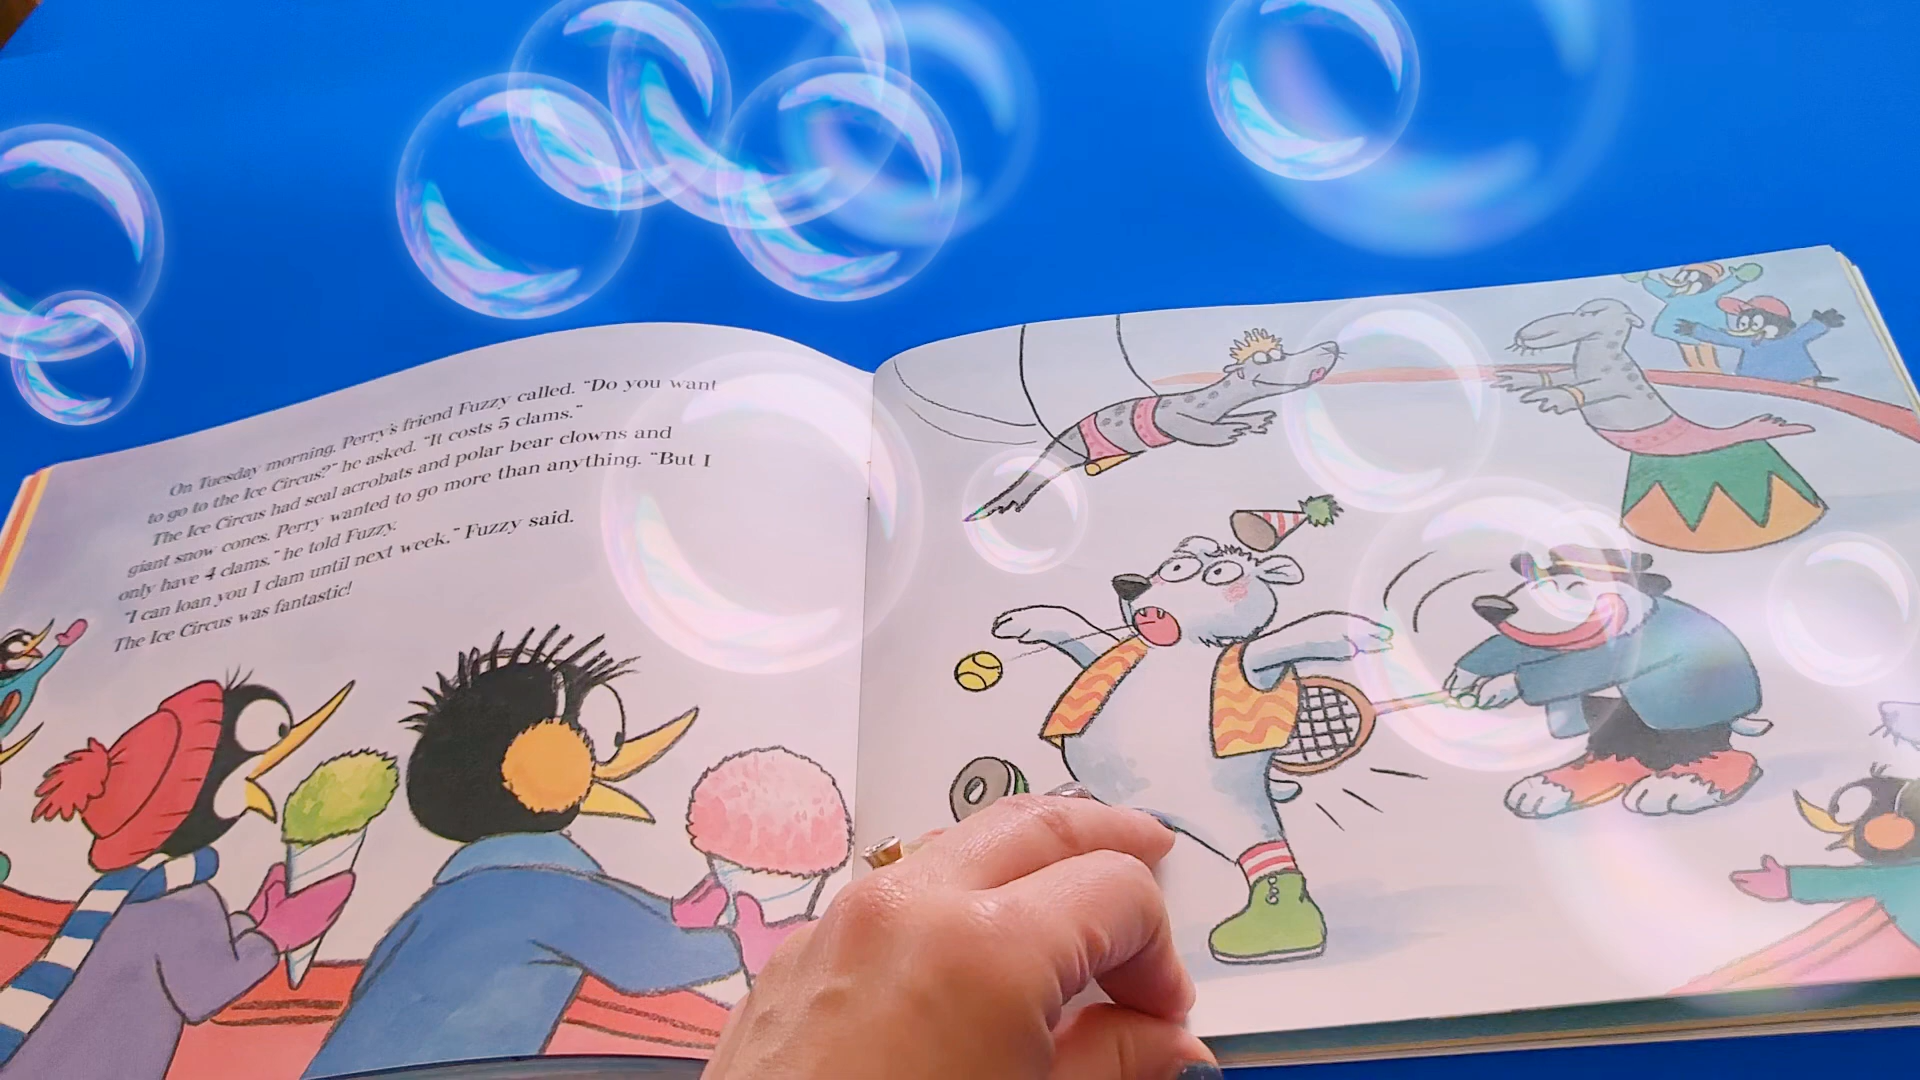 On Tuesday morning, Perry's friend Fuzzy called. "Do you want
to go to the Ice Circus?" he asked. "It costs 5 clams."
The Ice Circus had seal acrobats and polar bear clowns and
giant snow cones. Perry wanted to go more than anything. "But I
only have 4 clams," he told Fuzzy.
"I can loan you 1 clam until next week," Fuzzy said.
The Ice Circus was fantastic!